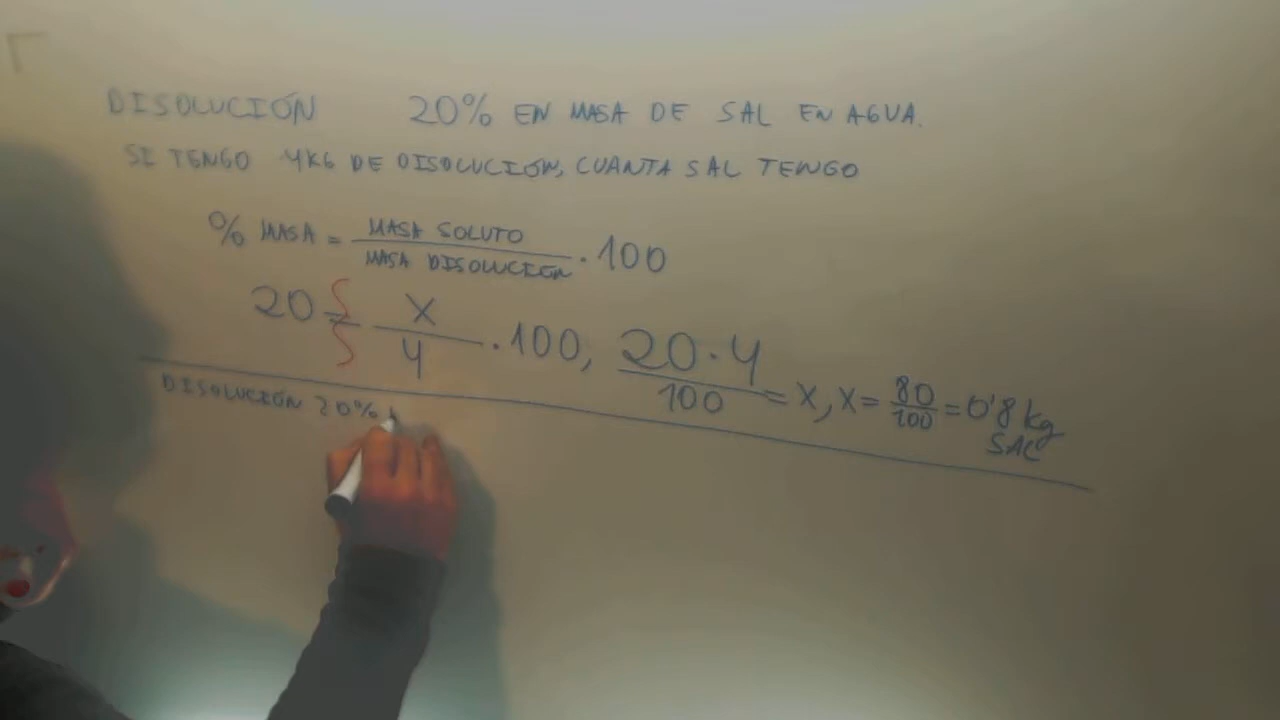 DISOLUCIÓN 20% EN MASA DE SAL EN AGUA.
SI TENGO 4KG DE DISOLUCIÓN, CUANTA SAL TENGO
% MASA = MASA SOLUTO / MASA DISOLUCIÓN · 100
20 = X / 4 · 100, 20 · 4 / 100 = X, X = 80 / 100 = 0'8 kg
SAL
DISOLUCIÓN 20%